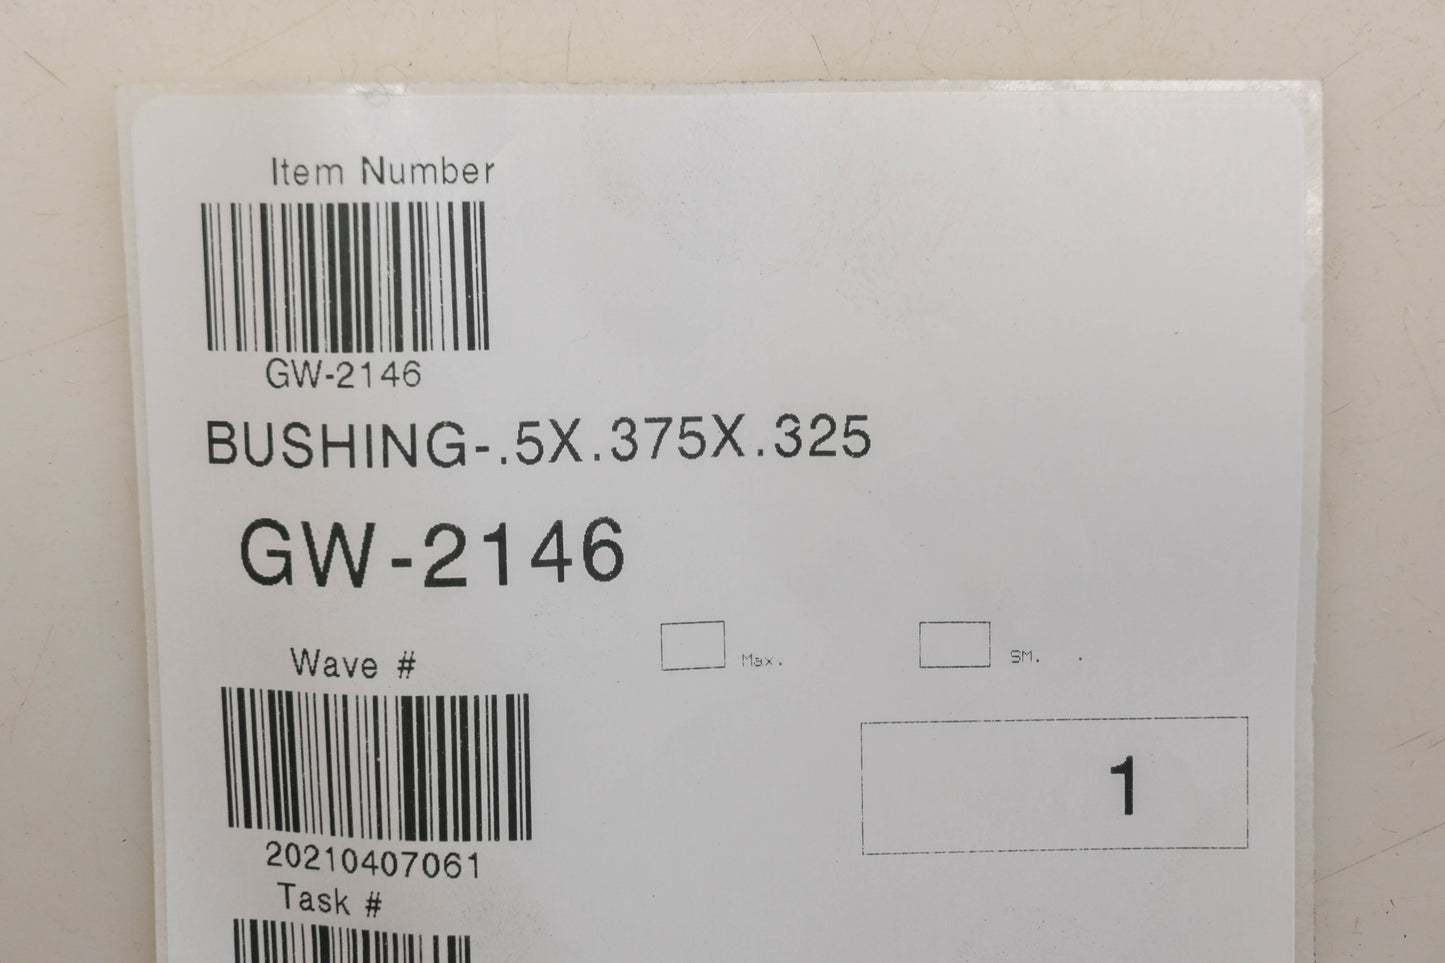 Item Number
GW-2146
BUSHING-.5X.375X.325
GW-2146
Wave #
Max.
SM. .
1
20210407061
Task #